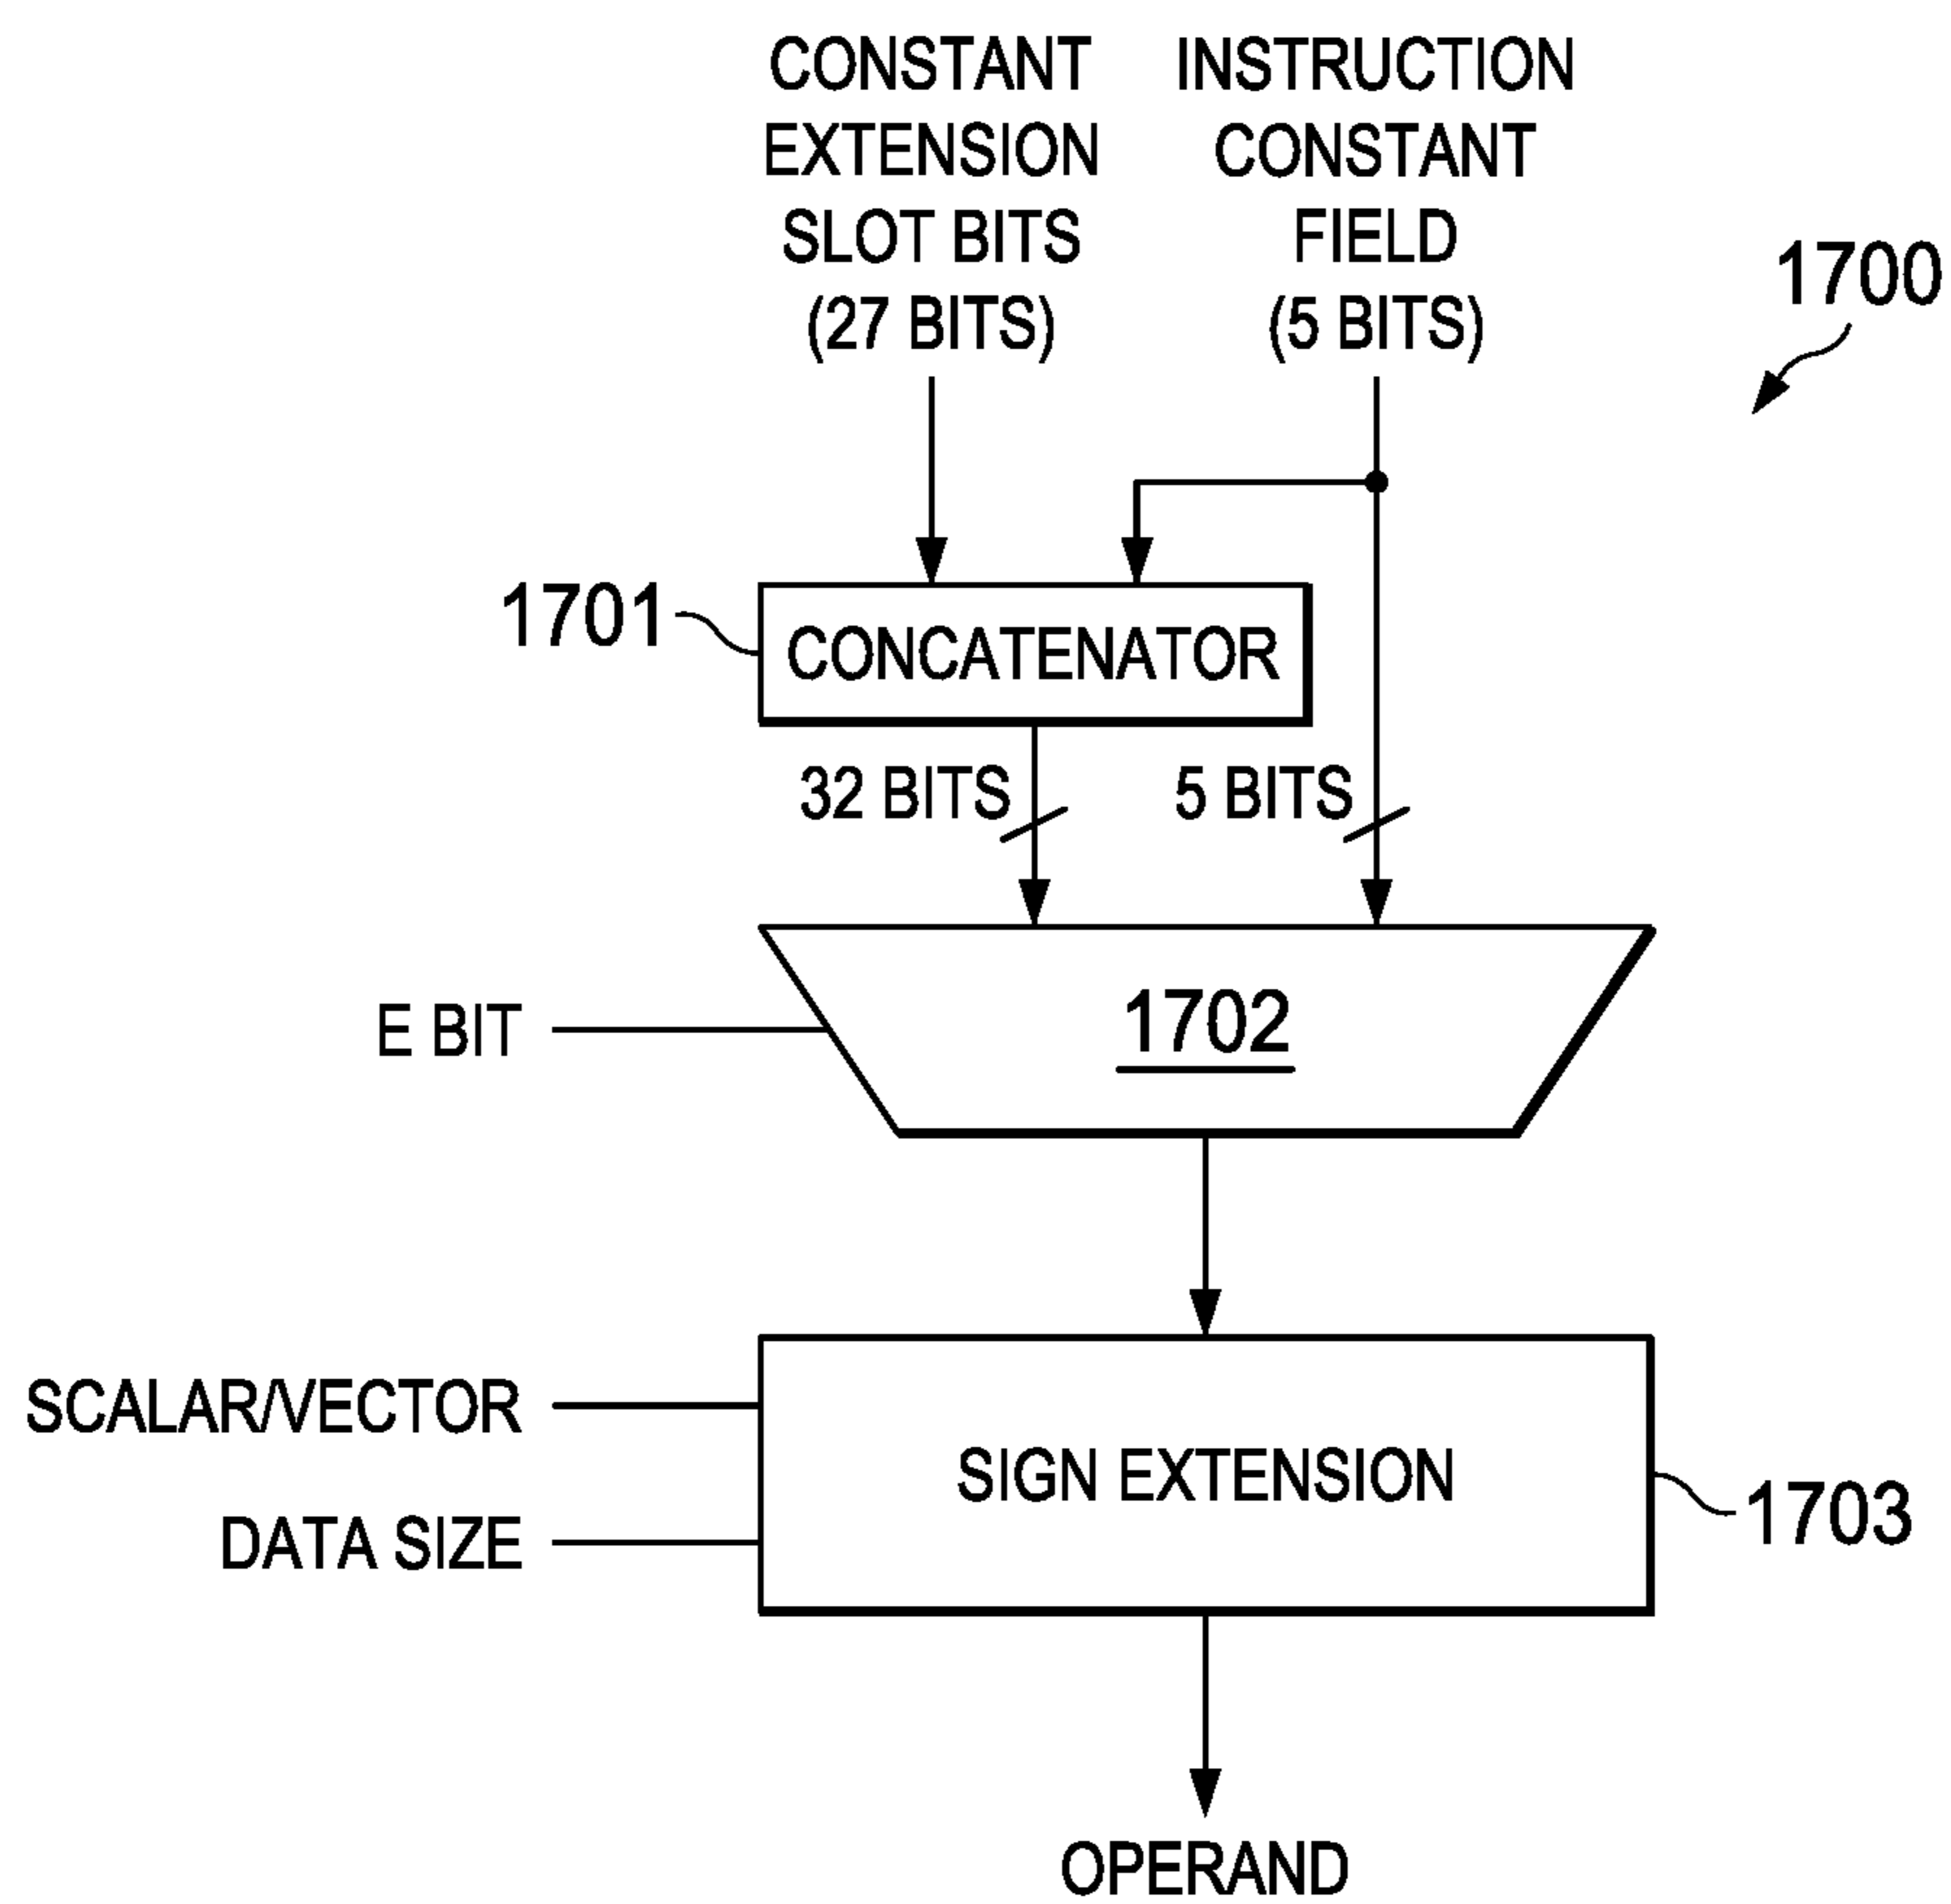 CONSTANT
EXTENSION
SLOT BITS
(27 BITS)
INSTRUCTION
CONSTANT
FIELD
(5 BITS)
1700
1701
CONCATENATOR
32 BITS
5 BITS
E BIT
1702
SCALAR/VECTOR
DATA SIZE
SIGN EXTENSION
1703
OPERAND